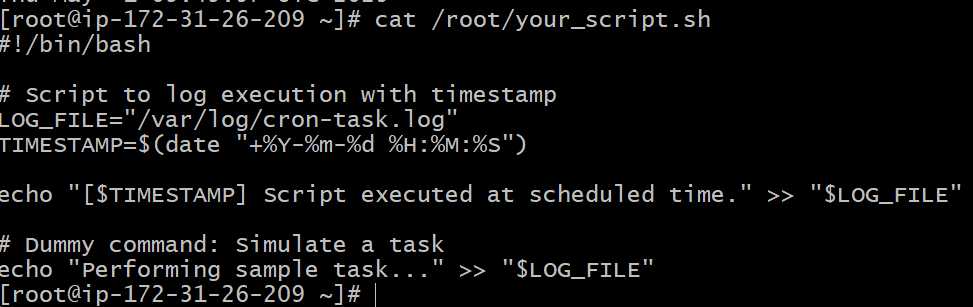 [root@ip-172-31-26-209 ~]# cat /root/your_script.sh
#!/bin/bash
# Script to log execution with timestamp
LOG_FILE="/var/log/cron-task.log"
TIMESTAMP=$(date "+%Y-%m-%d %H:%M:%S")
echo "[$TIMESTAMP] Script executed at scheduled time." >> "$LOG_FILE"
# Dummy command: Simulate a task
echo "Performing sample task..." >> "$LOG_FILE"
[root@ip-172-31-26-209 ~]#